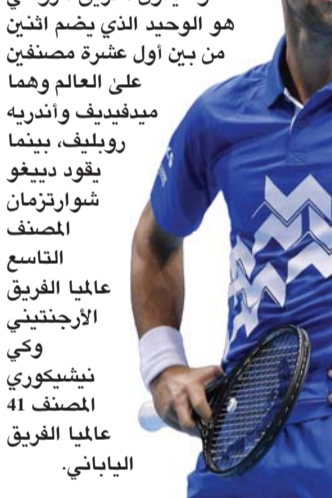 هو الوحيد الذي يضم اثنين
من بين أول عشرة مصنفين
على العالم وهما
ميدفيديف وأندريه
روبليف، بينما
يقود دييغو
شوارتزمان
المصنف
التاسع
عالميا الفريق
الأرجنتيني
وكي
نيشيكوري
المصنف 41
عالميا الفريق
الياباني.